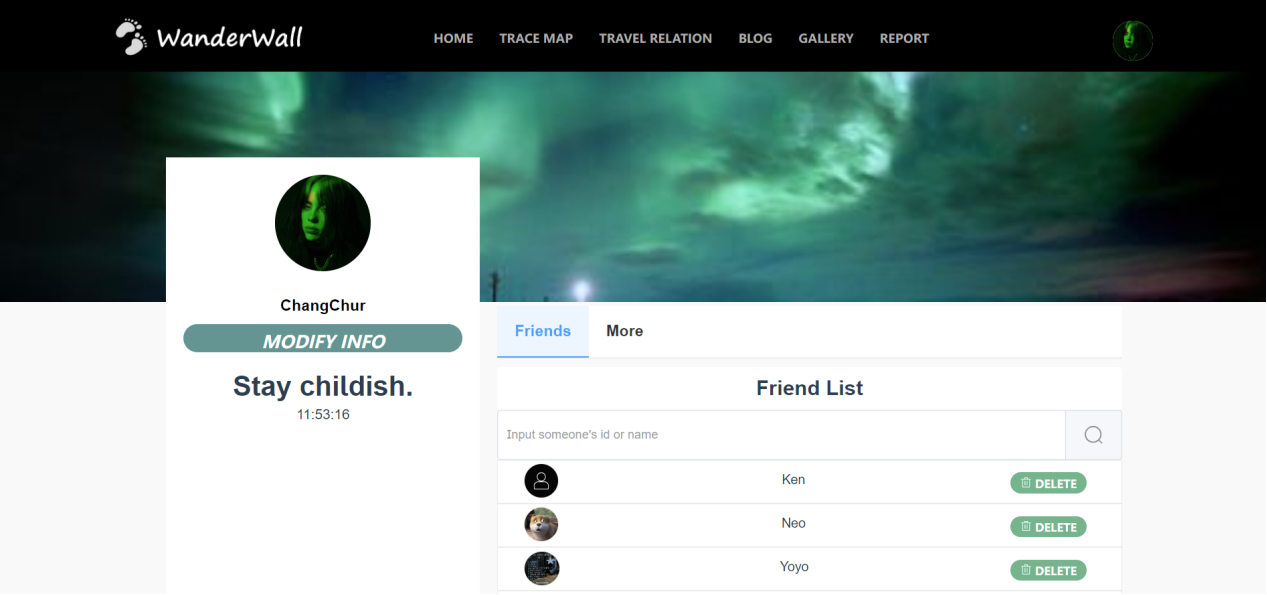 WanderWall
HOME TRACE MAP TRAVEL RELATION BLOG GALLERY REPORT
ChangChur
MODIFY INFO
Stay childish.
11:53:16
Friends More
Friend List
Input someone's id or name
Ken DELETE
Neo DELETE
Yoyo DELETE